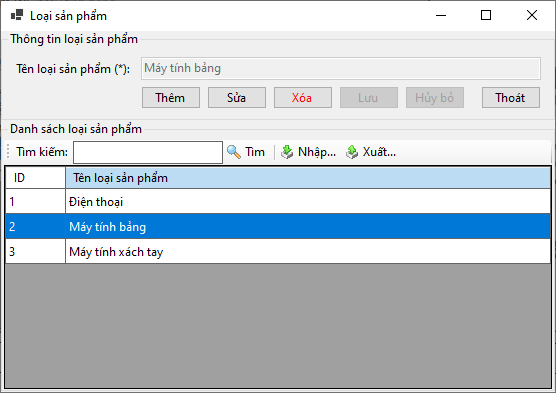 Loại sản phẩm
Thông tin loại sản phẩm
Tên loại sản phẩm (*): Máy tính bảng
Thêm Sửa Xóa Lưu Hủy bỏ Thoát
Danh sách loại sản phẩm
Tìm kiếm: Tìm Nhập... Xuất...
ID Tên loại sản phẩm
1 Điện thoại
2 Máy tính bảng
3 Máy tính xách tay